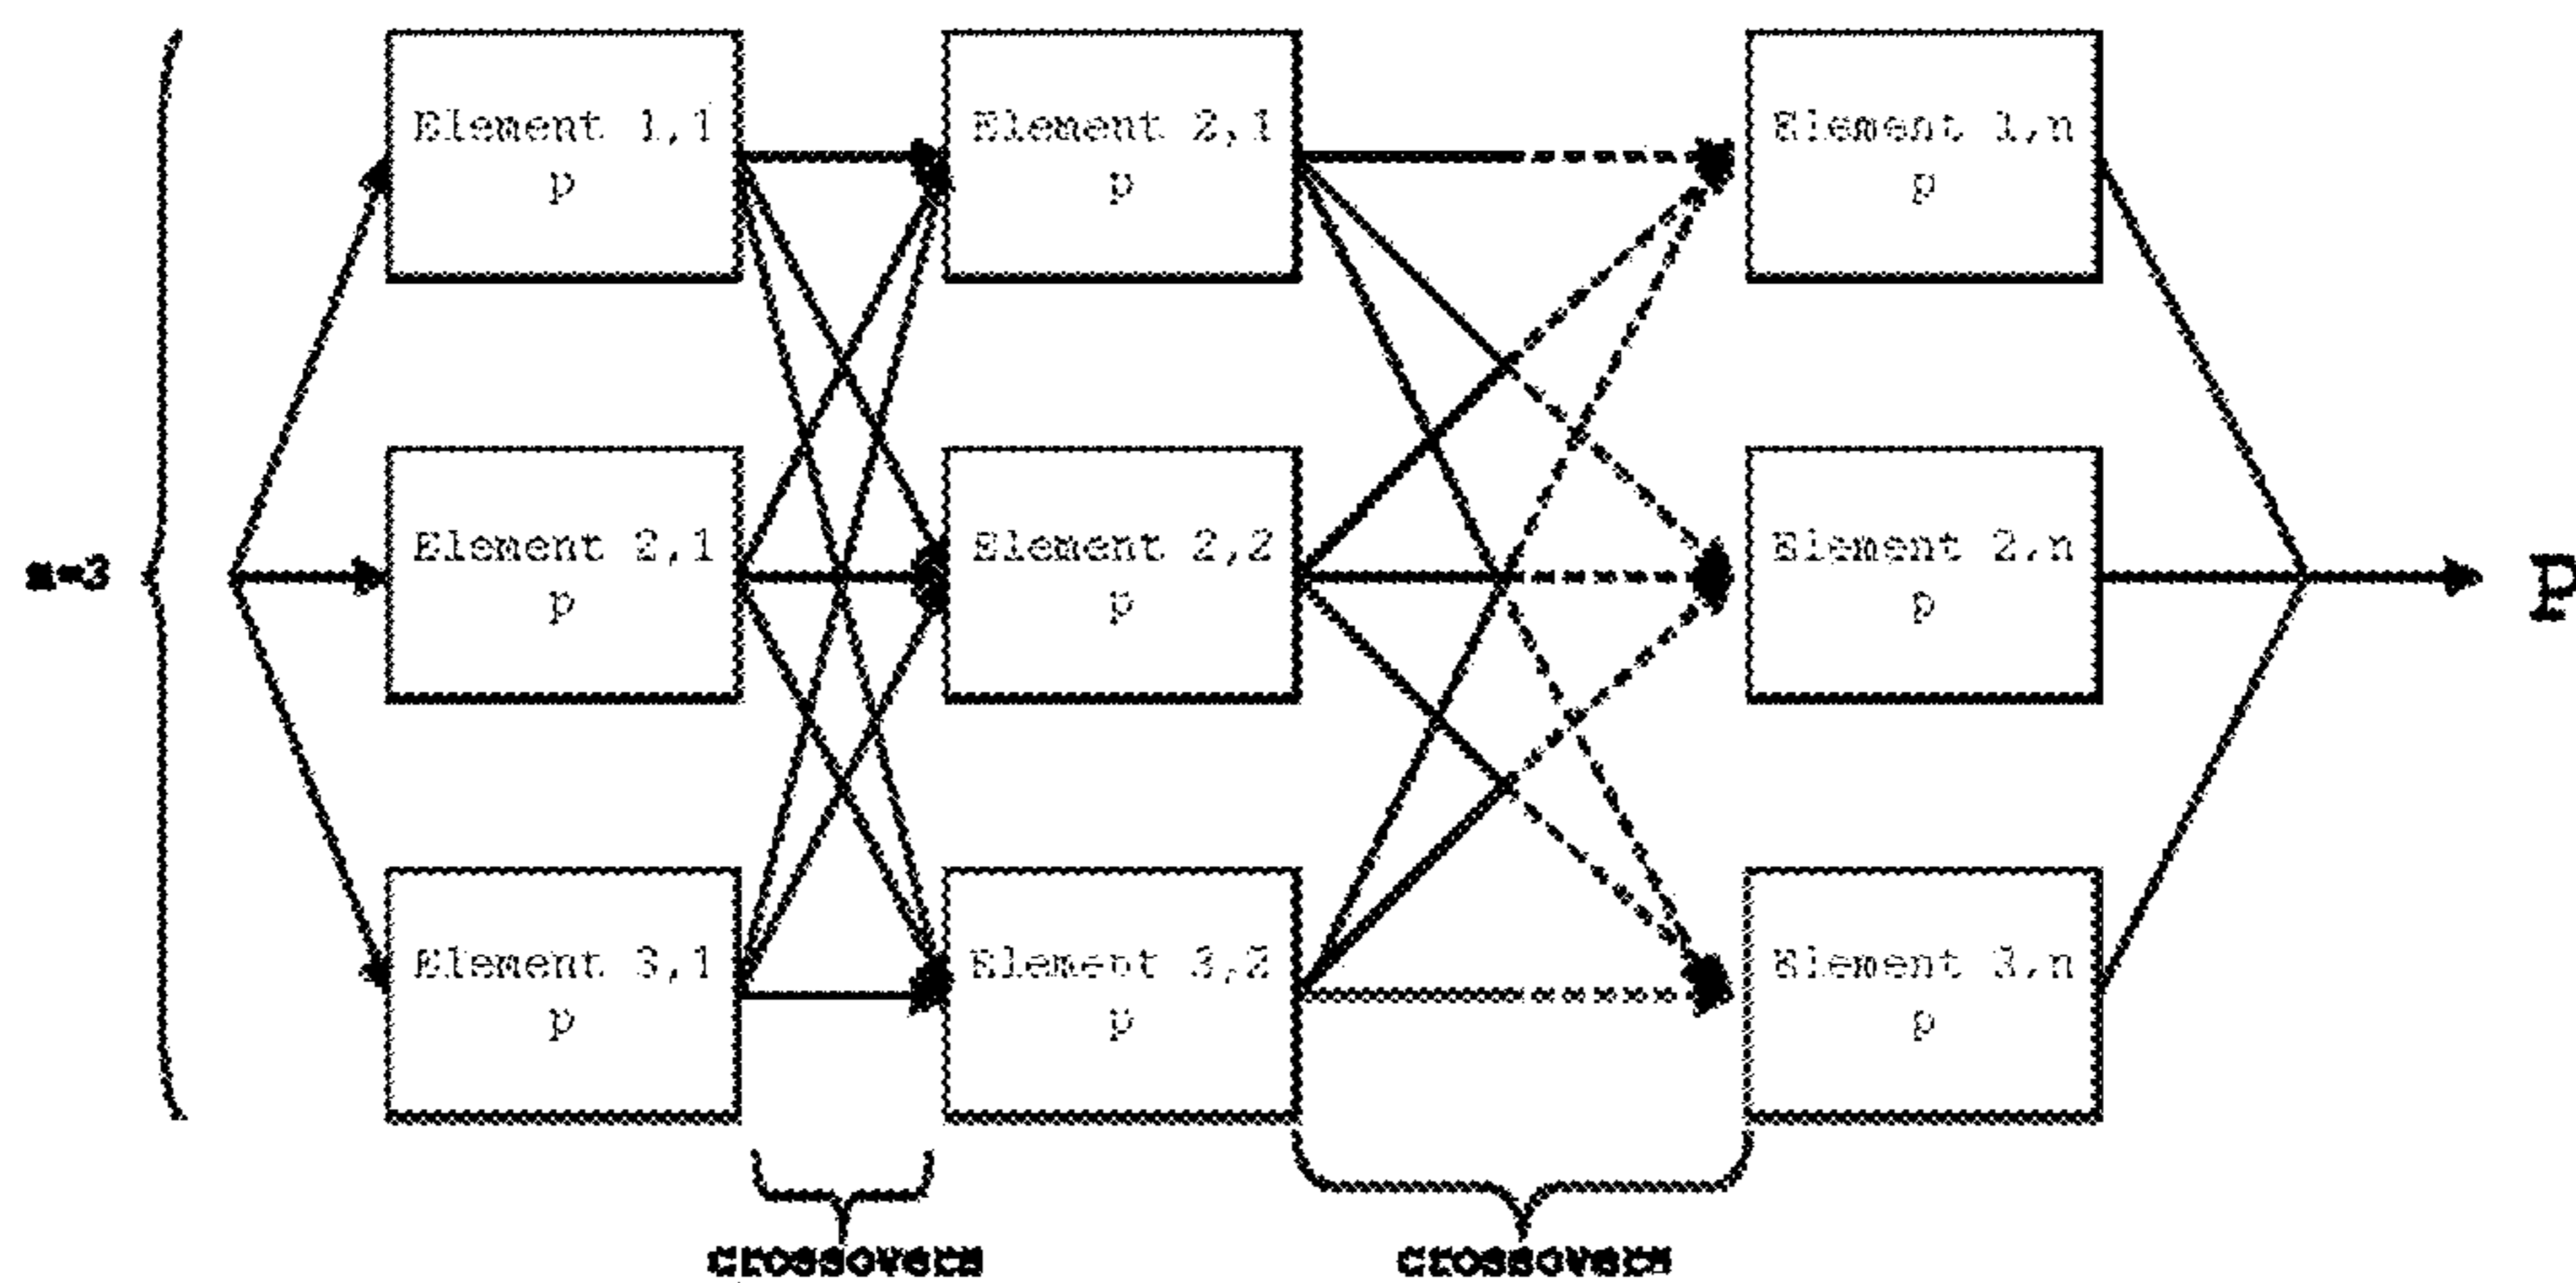 Element 1,1
p
Element 2,1
p
Element 1,n
p
m=3
Element 2,1
p
Element 2,2
p
Element 2,n
p
P
Element 3,1
p
Element 3,2
p
Element 3,n
p
crossovers
crossovers